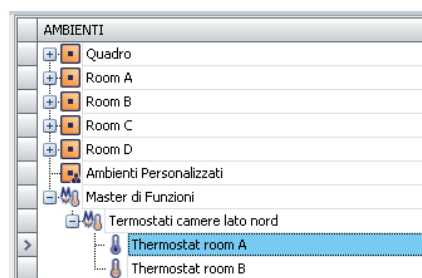 AMBIENTI
Quadro
Room A
Room B
Room C
Room D
Ambienti Personalizzati
Master di Funzioni
Termostati camere lato nord
Thermostat room A
Thermostat room B